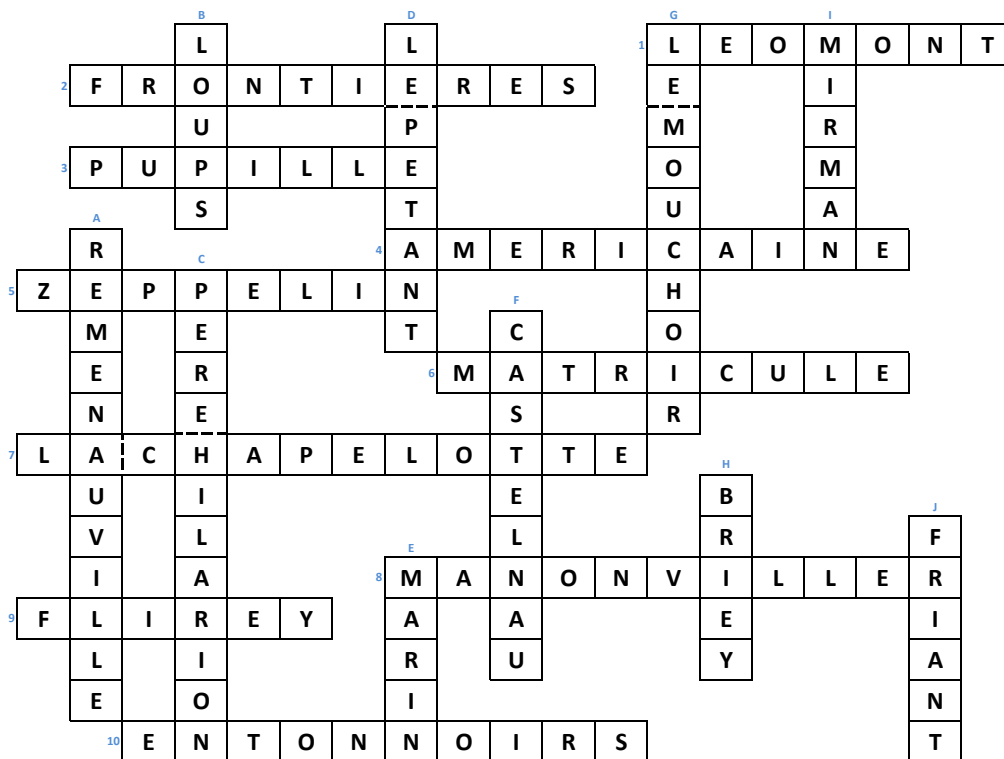 B D G I
L L 1 L E O M O N T
2 F R O N T I E R E S E I
U P M R
3 P U P I L L E O M
S T U A
A
R 4 A M E R I C A I N E
C
5 Z E P P E L I N H
F
M E T C O
E R 6 M A T R I C U L E
N E S R
7 L A C H A P E L O T T E
H
U I E B
J
V L L R F
E
I A 8 M A N O N V I L L E R
9 F L I R E Y A A E I
L I R U Y A
E O I N
10 E N T O N N O I R S T